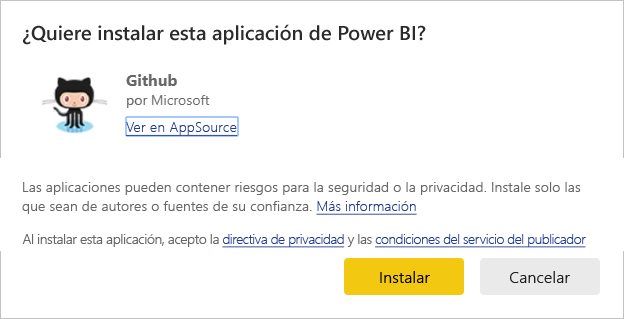 ¿Quiere instalar esta aplicación de Power BI?
Github
por Microsoft
Ver en AppSource
Las aplicaciones pueden contener riesgos para la seguridad o la privacidad. Instale solo las
que sean de autores o fuentes de su confianza. Más información
Al instalar esta aplicación, acepto la directiva de privacidad y las condiciones del servicio del publicador
Instalar
Cancelar